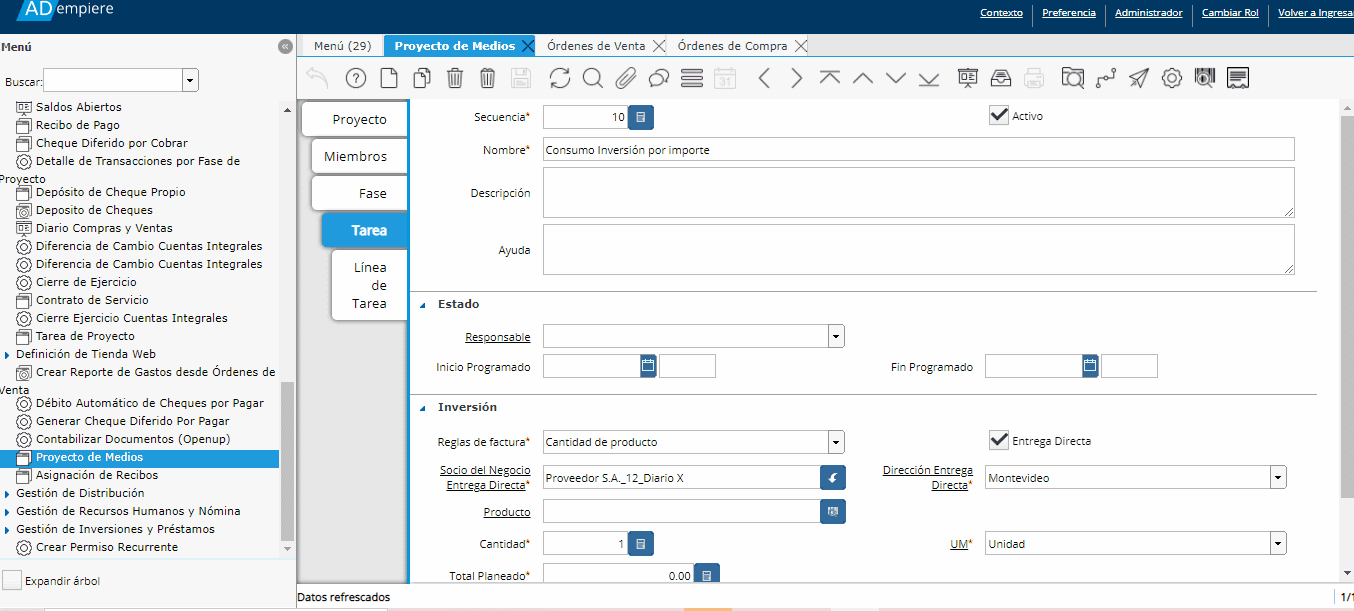 ADempiere
Contexto
Preferencia
Administrador
Cambiar Rol
Volver a Ingresa
Menú
Menú (29)
Proyecto de Medios
Órdenes de Venta
Órdenes de Compra
Buscar:
31
Saldos Abiertos
Recibo de Pago
Cheque Diferido por Cobrar
Detalle de Transacciones por Fase de
Proyecto
Depósito de Cheque Propio
Deposito de Cheques
Diario Compras y Ventas
Diferencia de Cambio Cuentas Integrales
Diferencia de Cambio Cuentas Integrales
Cierre de Ejercicio
Contrato de Servicio
Cierre Ejercicio Cuentas Integrales
Tarea de Proyecto
Definición de Tienda Web
Crear Reporte de Gastos desde Órdenes de
Venta
Débito Automático de Cheques por Pagar
Generar Cheque Diferido Por Pagar
Contabilizar Documentos (Openup)
Proyecto de Medios
Asignación de Recibos
Gestión de Distribución
Gestión de Recursos Humanos y Nómina
Gestión de Inversiones y Préstamos
Crear Permiso Recurrente
Expandir árbol
Proyecto
Miembros
Fase
Tarea
Línea
de
Tarea
Secuencia* 10
Activo
Nombre* Consumo Inversión por importe
Descripción
Ayuda
Estado
Responsable
Inicio Programado
Fin Programado
Inversión
Reglas de factura* Cantidad de producto
Entrega Directa
Socio del Negocio
Entrega Directa* Proveedor S.A._12_Diario X
Dirección Entrega
Directa* Montevideo
Producto
Cantidad* 1
UM* Unidad
Total Planeado* 0.00
Datos refrescados
1/1